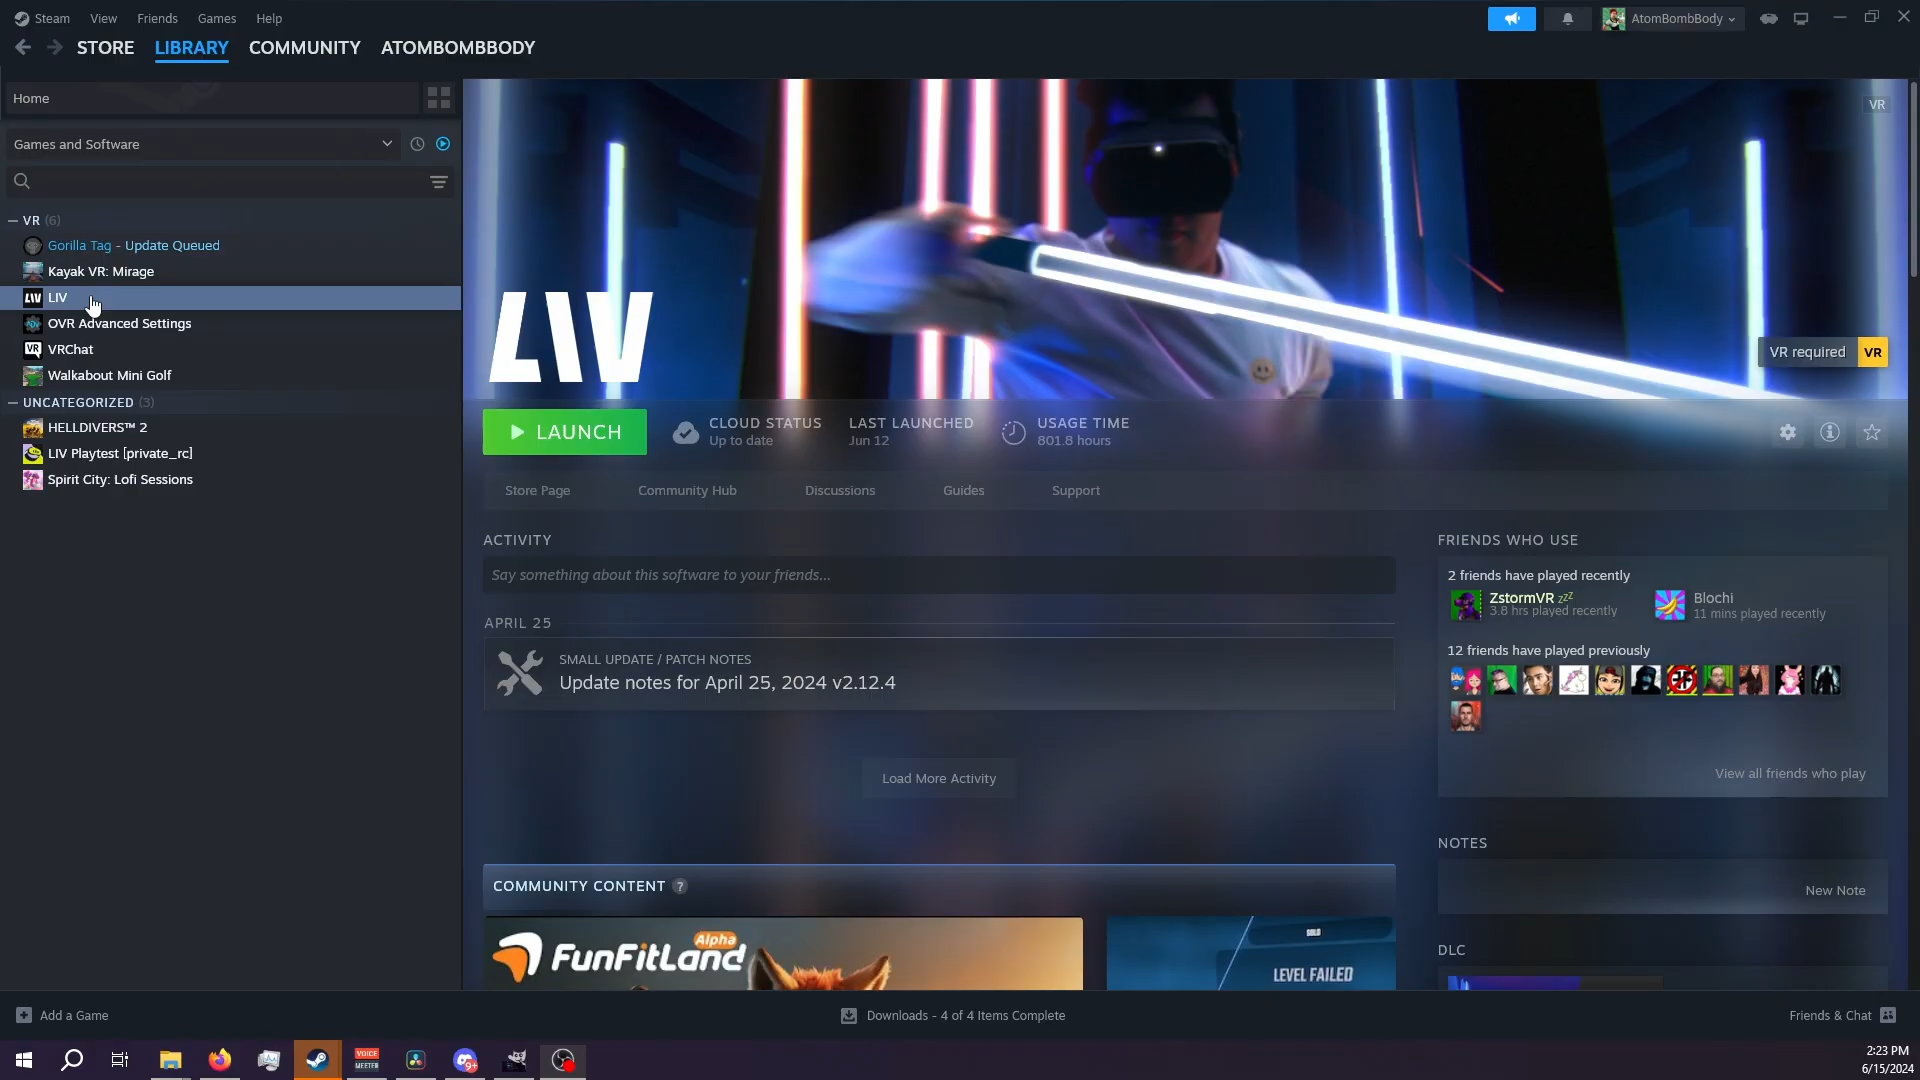 Steam View Friends Games Help
AtomBombBody
STORE LIBRARY COMMUNITY ATOMBOMBBODY
Home
VR
Games and Software
VR (6)
Gorilla Tag - Update Queued
Kayak VR: Mirage
LIV
OVR Advanced Settings
VRChat
Walkabout Mini Golf
UNCATEGORIZED (3)
HELLDIVERS™ 2
LIV Playtest [private_rc]
Spirit City: Lofi Sessions
LIV
VR required VR
LAUNCH
CLOUD STATUS
Up to date
LAST LAUNCHED
Jun 12
USAGE TIME
801.8 hours
Store Page Community Hub Discussions Guides Support
ACTIVITY
Say something about this software to your friends...
APRIL 25
SMALL UPDATE / PATCH NOTES
Update notes for April 25, 2024 v2.12.4
Load More Activity
COMMUNITY CONTENT ?
Alpha
FunFitLand
SOLO
LEVEL FAILED
FRIENDS WHO USE
2 friends have played recently
ZstormVR zzZ
3.8 hrs played recently
Blochi
11 mins played recently
12 friends have played previously
View all friends who play
NOTES
New Note
DLC
Add a Game
Downloads - 4 of 4 Items Complete
Friends & Chat
VOICE
MEETER
9+
2:23 PM
6/15/2024